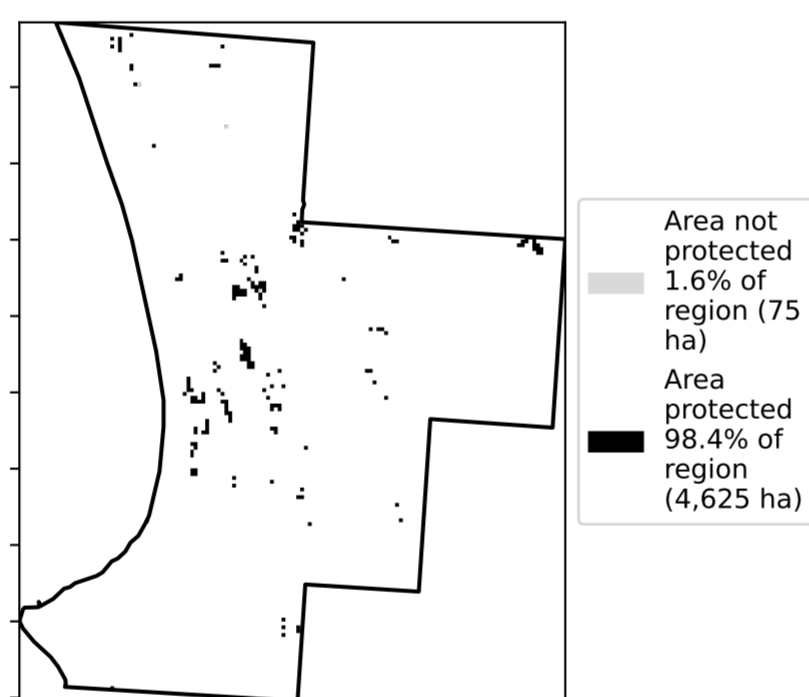 Area not
protected
1.6% of
region (75
ha)
Area
protected
98.4% of
region
(4,625 ha)